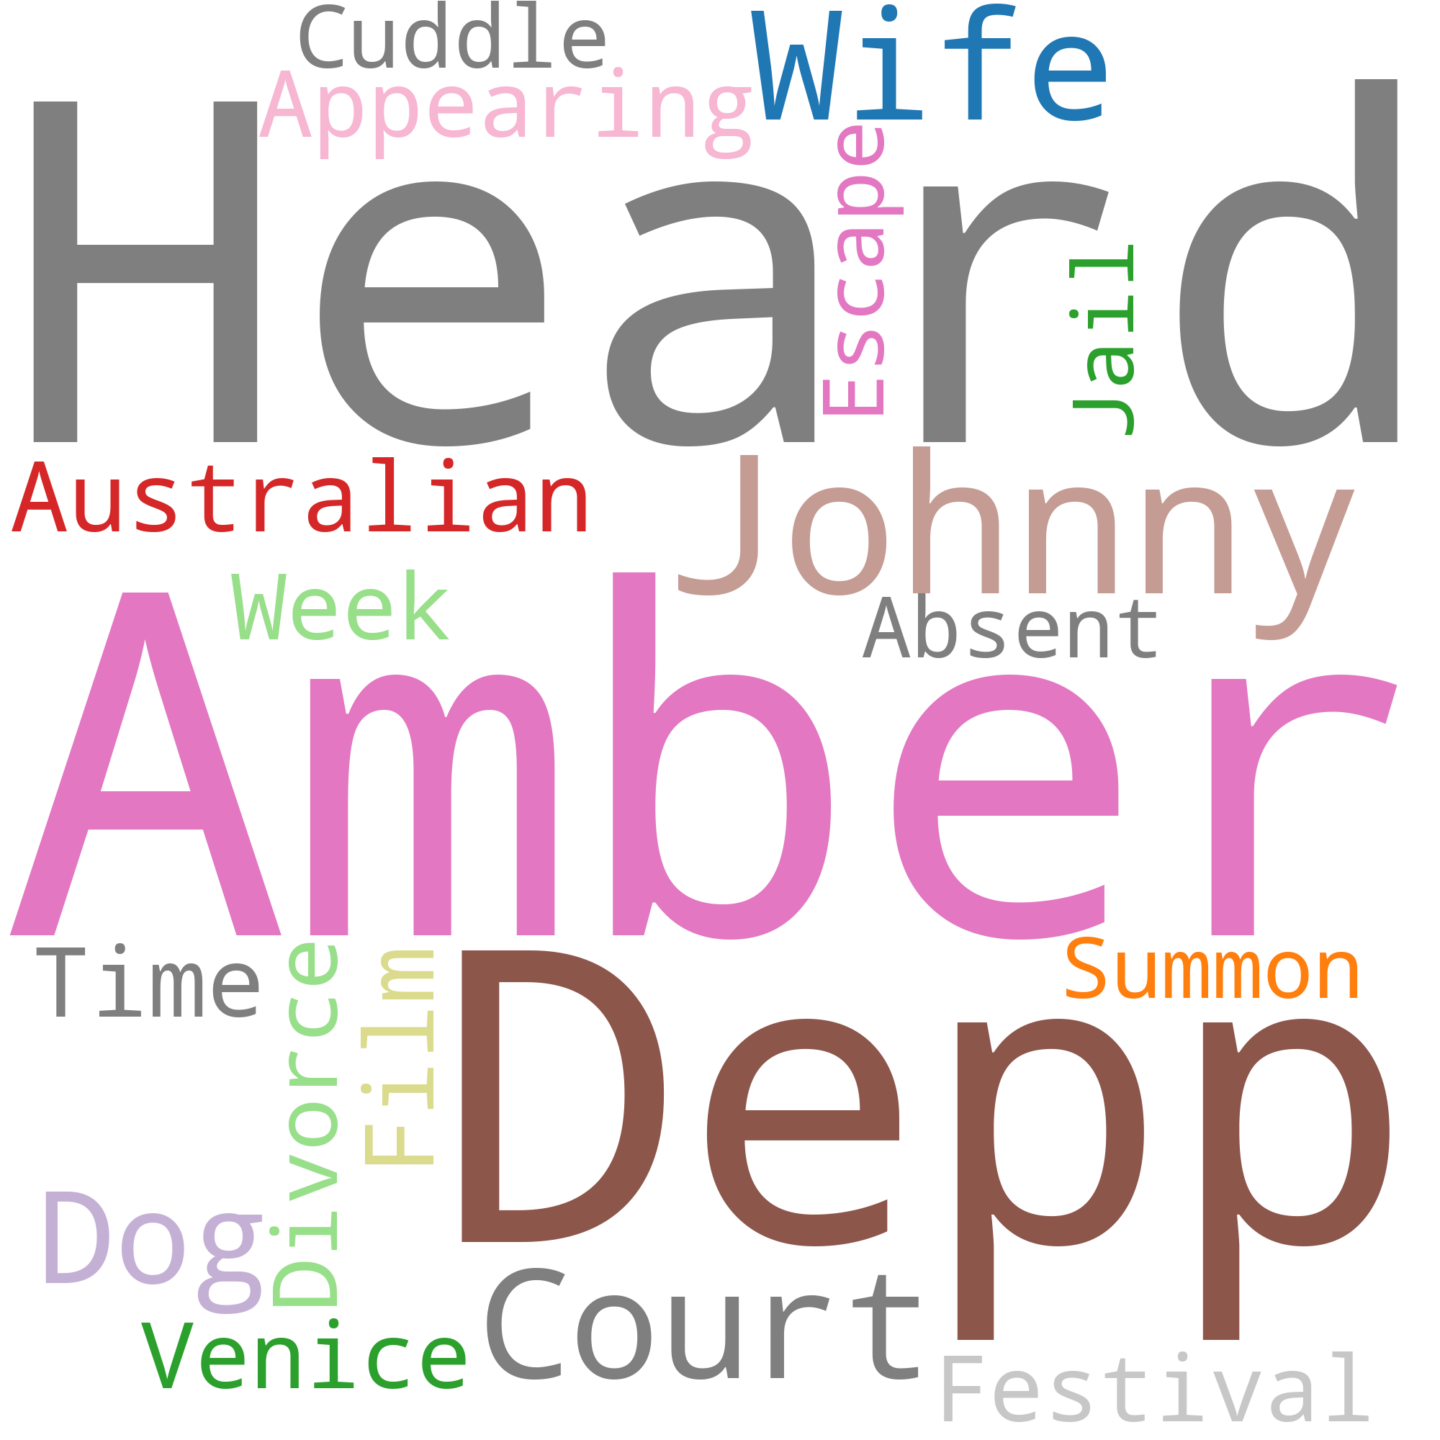 Cuddle
Wife
Appearing
Heard
Escape
Jail
Australian
Johnny
Week
Absent
Amber
Time
Divorce
Film
Depp
Summon
Dog
Court
Venice
Festival